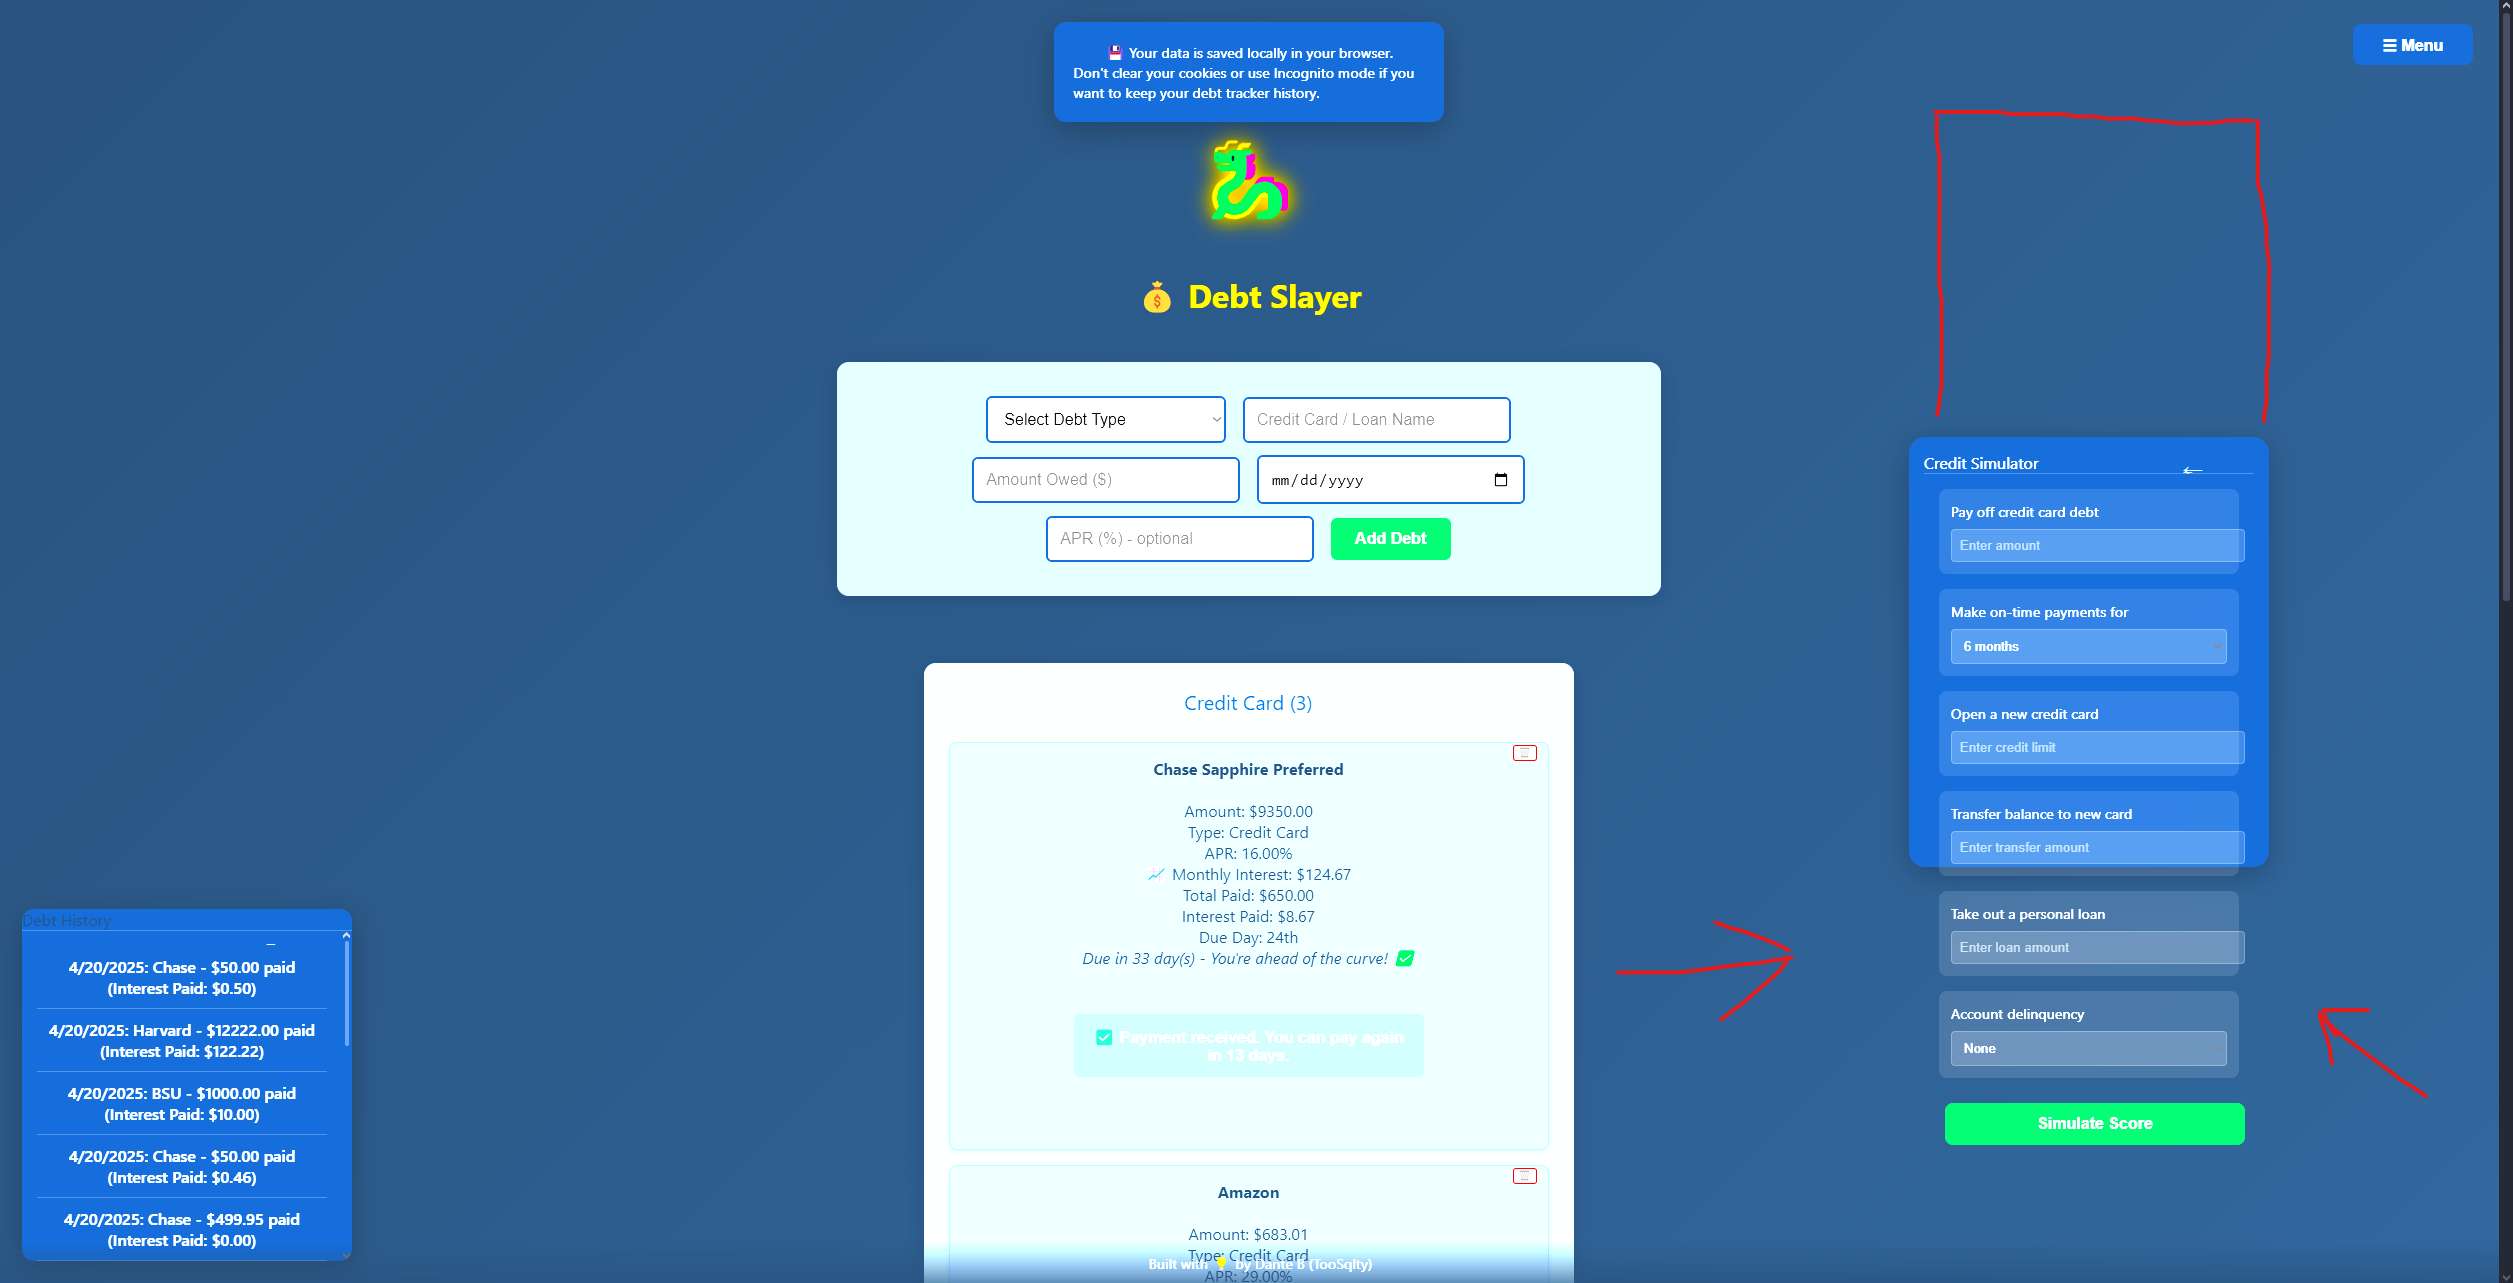 💾 Your data is saved locally in your browser.
Don't clear your cookies or use Incognito mode if you
want to keep your debt tracker history.
☰ Menu
💰 Debt Slayer
Select Debt Type
Credit Card / Loan Name
Amount Owed ($)
mm/dd/yyyy
APR (%) - optional
Add Debt
Credit Card (3)
Chase Sapphire Preferred
Amount: $9350.00
Type: Credit Card
APR: 16.00%
📈 Monthly Interest: $124.67
Total Paid: $650.00
Interest Paid: $8.67
Due Day: 24th
Due in 33 day(s) - You're ahead of the curve! ✅
✅ Payment received. You can pay again
in 13 days.
Amazon
Amount: $683.01
Type: Credit Card
APR: 29.00%
Built with 💡 by Dante B (TooSqlty)
Debt History
–
4/20/2025: Chase - $50.00 paid
(Interest Paid: $0.50)
4/20/2025: Harvard - $12222.00 paid
(Interest Paid: $122.22)
4/20/2025: BSU - $1000.00 paid
(Interest Paid: $10.00)
4/20/2025: Chase - $50.00 paid
(Interest Paid: $0.46)
4/20/2025: Chase - $499.95 paid
(Interest Paid: $0.00)
Credit Simulator
←
Pay off credit card debt
Enter amount
Make on-time payments for
6 months
Open a new credit card
Enter credit limit
Transfer balance to new card
Enter transfer amount
Take out a personal loan
Enter loan amount
Account delinquency
None
Simulate Score